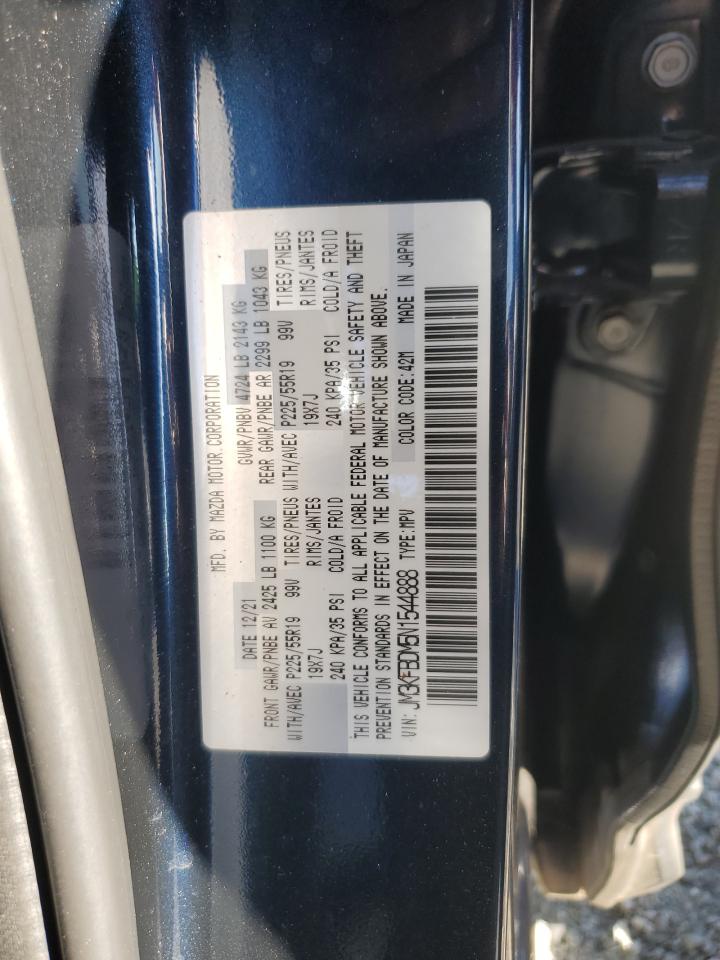 MFD. BY MAZDA MOTOR CORPORATION
DATE 12/21 GVWR/PNBV 4724 LB 2143 KG
FRONT GAWR/PNBE AV 2425 LB 1100 KG REAR GAWR/PNBE AR 2299 LB 1043 KG
WITH/AVEC P225/55R19 99V TIRES/PNEUS WITH/AVEC P225/55R19 99V TIRES/PNEUS
19X7J RIMS/JANTES 19X7J RIMS/JANTES
240 KPA/35 PSI COLD/A FROID 240 KPA/35 PSI COLD/A FROID
THIS VEHICLE CONFORMS TO ALL APPLICABLE FEDERAL MOTOR VEHICLE SAFETY AND THEFT
PREVENTION STANDARDS IN EFFECT ON THE DATE OF MANUFACTURE SHOWN ABOVE.
VIN: JM3KFBDM5N1544888 TYPE:MPV COLOR CODE:42M MADE IN JAPAN